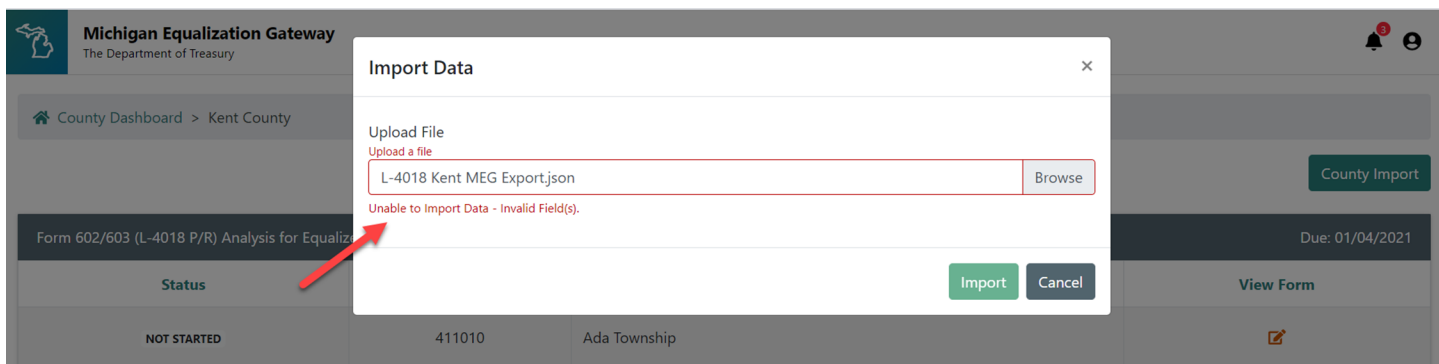 Michigan Equalization Gateway
The Department of Treasury
3
Import Data
×
County Dashboard > Kent County
Upload File
Upload a file
L-4018 Kent MEG Export.json
Browse
Unable to Import Data - Invalid Field(s).
County Import
Form 602/603 (L-4018 P/R) Analysis for Equaliz
Due: 01/04/2021
Import
Cancel
Status
View Form
NOT STARTED
411010
Ada Township